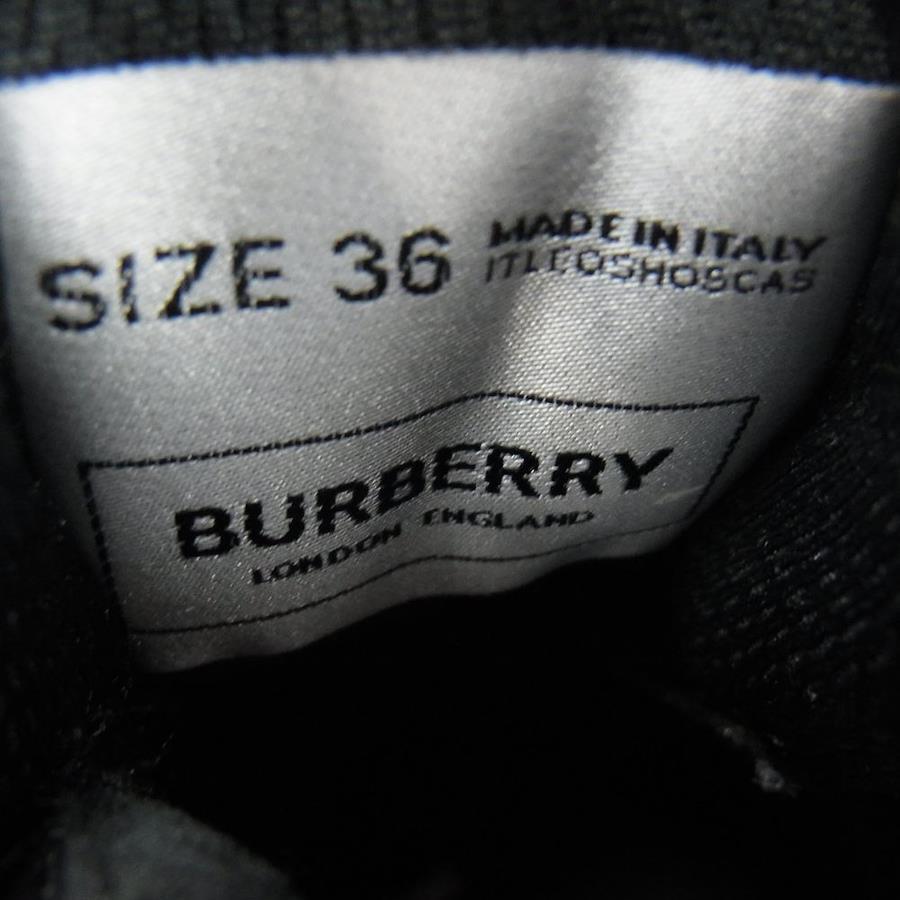 SIZE 36
MADE IN ITALY
ITLEOSHOSCAS
BURBERRY
LONDON ENGLAND